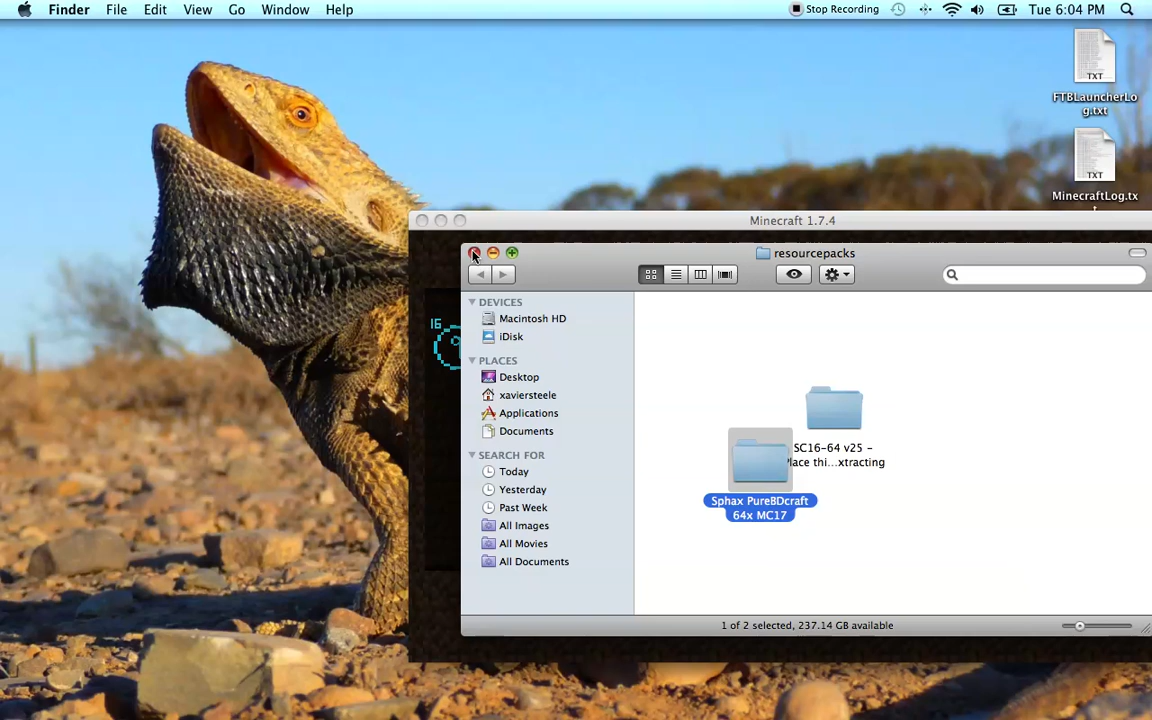 Finder File Edit View Go Window Help Stop Recording Tue 6:04 PM
TXT
FTBLauncherLo
g.txt
TXT
MinecraftLog.tx
Minecraft 1.7.4
resourcepacks
DEVICES
Macintosh HD
iDisk
PLACES
Desktop
xaviersteele
Applications
Documents
SEARCH FOR
Today
Yesterday
Past Week
All Images
All Movies
All Documents
16
SC16-64 v25 –
lace thi...xtracting
Sphax PureBDcraft
64x MC17
1 of 2 selected, 237.14 GB available